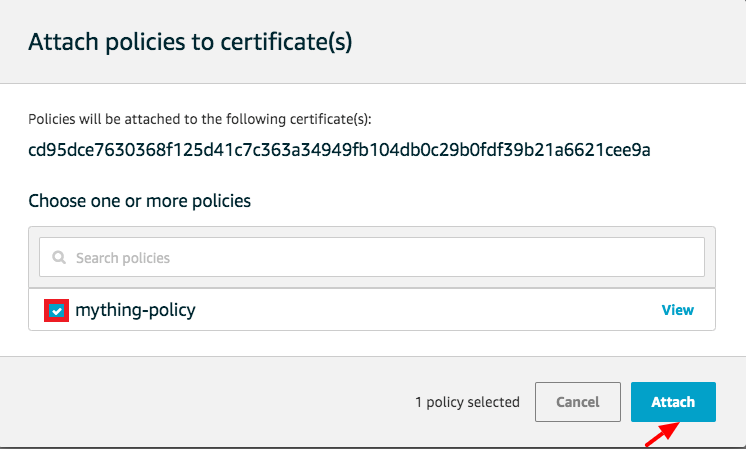 Attach policies to certificate(s)
Policies will be attached to the following certificate(s):
cd95dce7630368f125d41c7c363a34949fb104db0c29b0fdf39b21a6621cee9a
Choose one or more policies
Search policies
mything-policy View
1 policy selected Cancel Attach